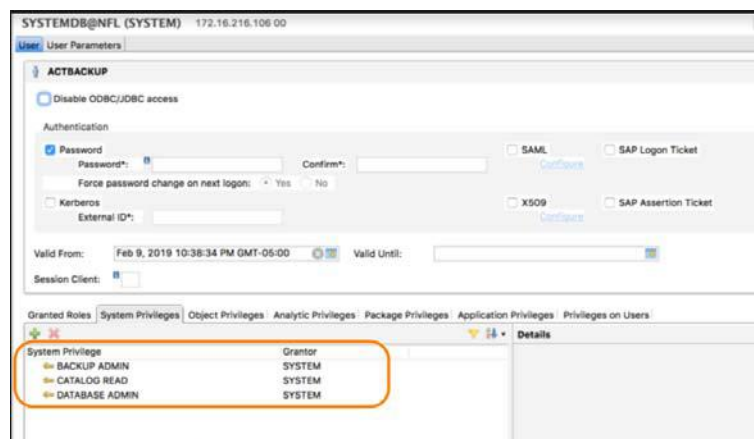 SYSTEMDB@NFL (SYSTEM) 172.16.216.106 00
User User Parameters
ACTBACKUP
Disable ODBC/JDBC access
Authentication
Password SAML SAP Logon Ticket
Password*: Confirm*: Configure
Force password change on next logon: Yes No
Kerberos X509 SAP Assertion Ticket
External ID*: Configure
Valid From: Feb 9, 2019 10:38:34 PM GMT-05:00 Valid Until:
Session Client:
Granted Roles System Privileges Object Privileges Analytic Privileges Package Privileges Application Privileges Privileges on Users
Details
System Privilege Grantor
BACKUP ADMIN SYSTEM
CATALOG READ SYSTEM
DATABASE ADMIN SYSTEM